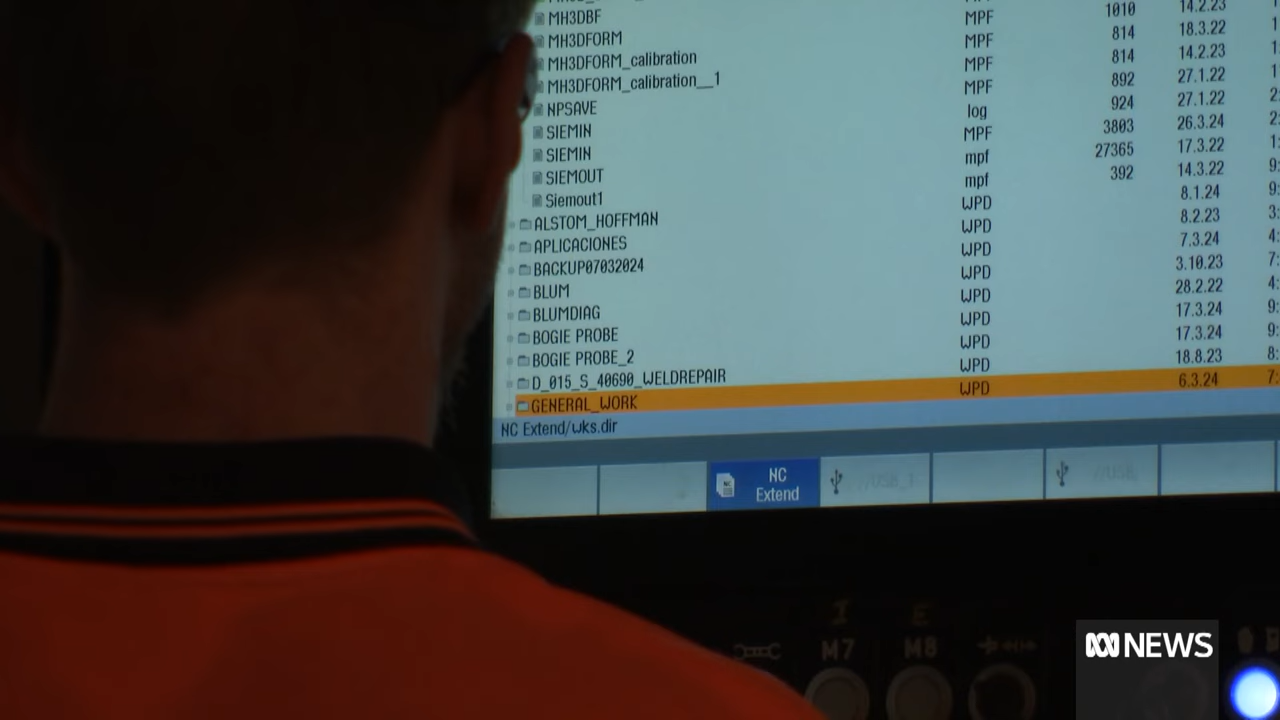 MH3DBF
MH3DFORM MPF 1010 14.2.23
MH3DFORM_calibration MPF 814 18.3.22
MH3DFORM_calibration__1 MPF 814 14.2.23
NPSAVE MPF 892 27.1.22
SIEMIN log 924 27.1.22
SIEMIN MPF 3803 26.3.24
SIEMOUT mpf 27365 17.3.22
Siemout1 mpf 392 14.3.22
ALSTOM_HOFFMAN WPD 8.1.24
APLICACIONES WPD 8.2.23
BACKUP07032024 WPD 7.3.24
BLUM WPD 3.10.23
BLUMDIAG WPD 28.2.22
BOGIE PROBE WPD 17.3.24
BOGIE PROBE_2 WPD 17.3.24
D_015_S_40690_WELDREPAIR WPD 18.8.23
GENERAL_WORK WPD 6.3.24
NC Extend/wks.dir
NC
Extend
M7 M8
NEWS